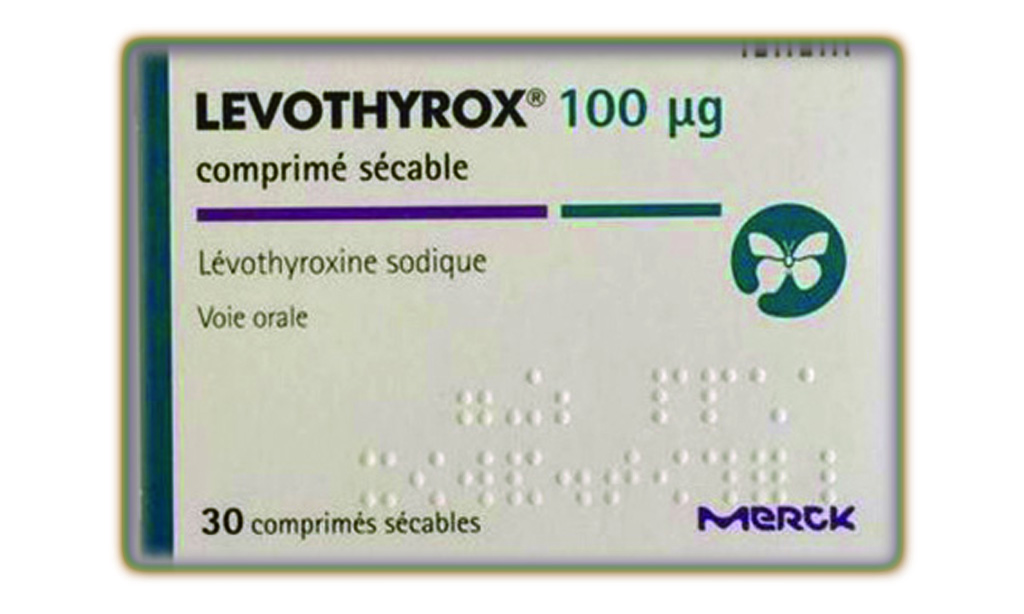 LEVOTHYROX® 100 µg
comprimé sécable
Lévothyroxine sodique
Voie orale
30 comprimés sécables
MERCK